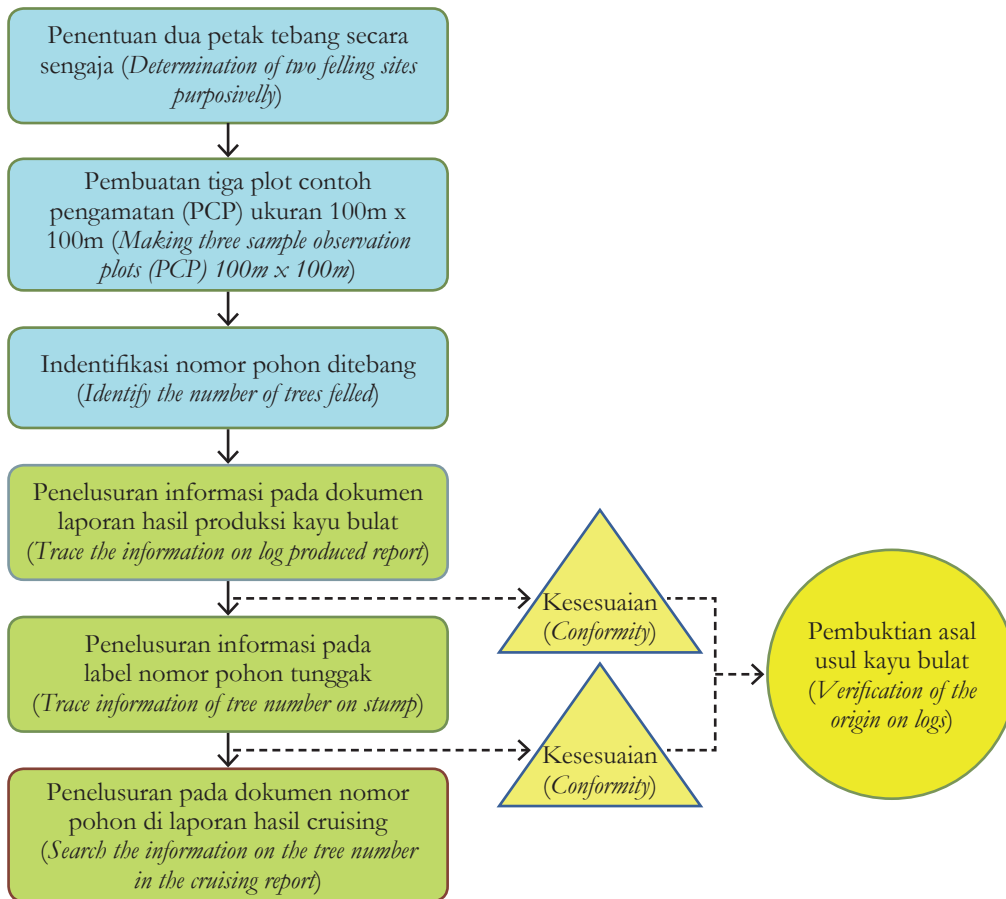 Penentuan dua petak tebang secara
sengaja (Determination of two felling sites
purposivelly)
Pembuatan tiga plot contoh
pengamatan (PCP) ukuran 100m x
100m (Making three sample observation
plots (PCP) 100m x 100m)
Indentifikasi nomor pohon ditebang
(Identify the number of trees felled)
Penelusuran informasi pada dokumen
laporan hasil produksi kayu bulat
(Trace the information on log produced report)
Penelusuran informasi pada
label nomor pohon tunggak
(Trace information of tree number on stump)
Penelusuran pada dokumen nomor
pohon di laporan hasil cruising
(Search the information on the tree number
in the cruising report)
Kesesuaian
(Conformity)
Kesesuaian
(Conformity)
Pembuktian asal
usul kayu bulat
(Verification of the
origin on logs)